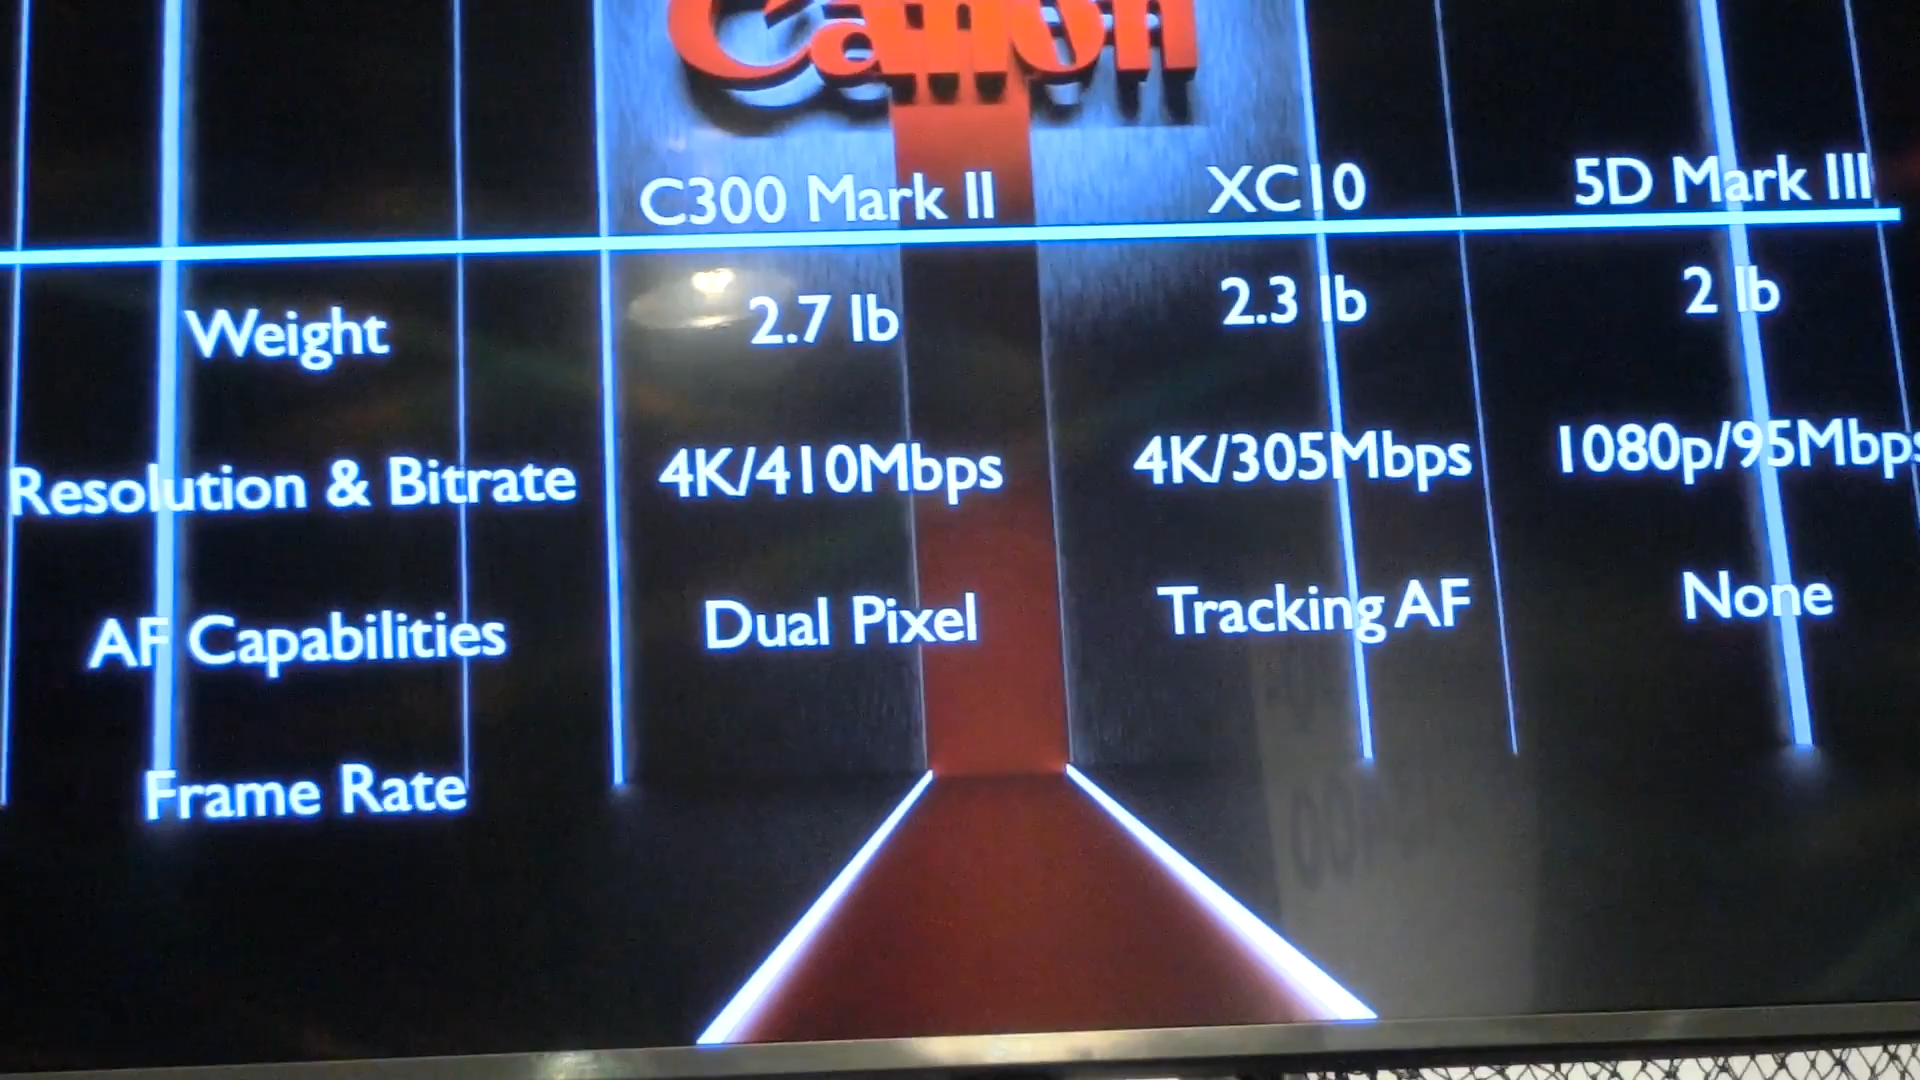 Canon
C300 Mark II XC10 5D Mark III
Weight 2.7 lb 2.3 lb 2 lb
Resolution & Bitrate 4K/410Mbps 4K/305Mbps 1080p/95Mbps
AF Capabilities Dual Pixel Tracking AF None
Frame Rate